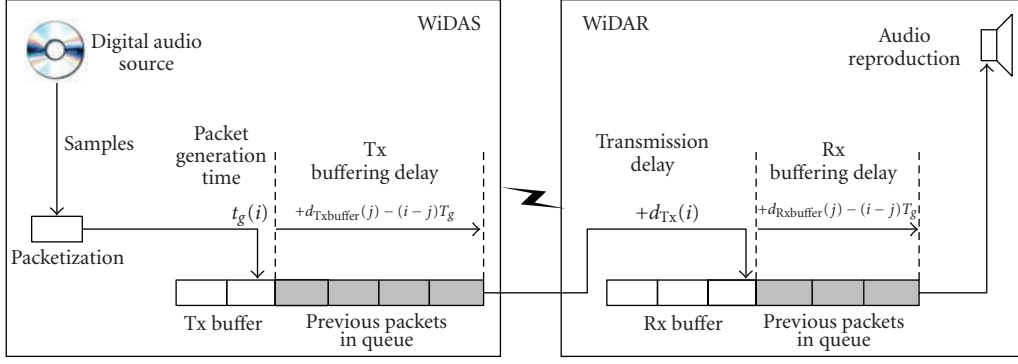 WiDAS
Digital audio
source
Samples
Packet
generation
time
Tx
buffering delay
t_g(i)
+d_Txbuffer(j) − (i − j)T_g
Packetization
Tx buffer
Previous packets
in queue
WiDAR
Audio
reproduction
Transmission
delay
Rx
buffering delay
+d_Tx(i)
+d_Rxbuffer(j) − (i − j)T_g
Rx buffer
Previous packets
in queue